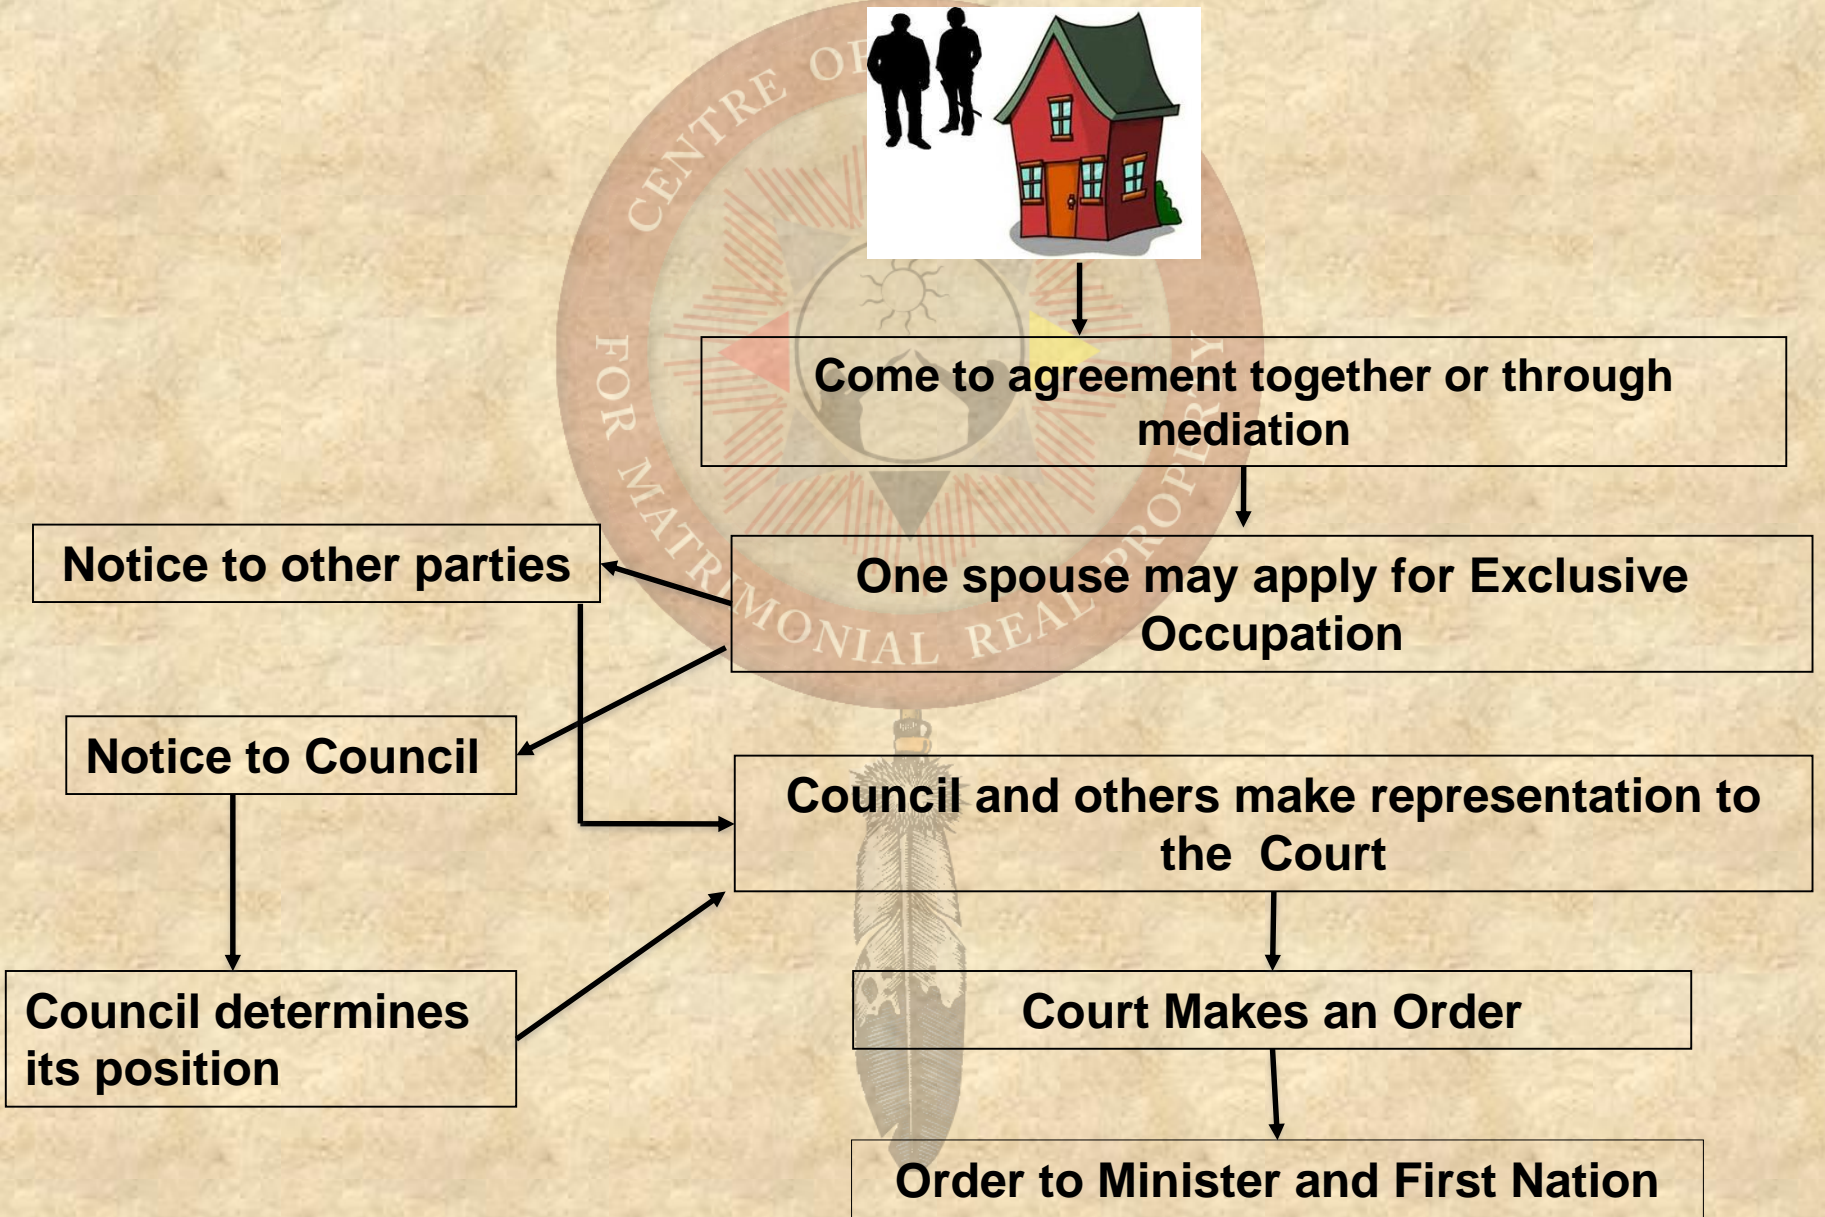 CENTRE OF
FOR MATRIMONIAL REAL PROPERTY
Come to agreement together or through
mediation
Notice to other parties
One spouse may apply for Exclusive
Occupation
Notice to Council
Council and others make representation to
the Court
Council determines
its position
Court Makes an Order
Order to Minister and First Nation